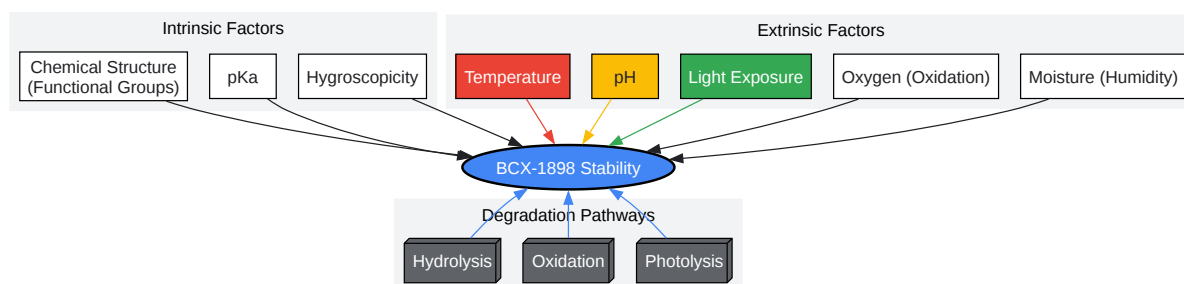 Intrinsic Factors
Extrinsic Factors
Chemical Structure
(Functional Groups)
pKa
Hygroscopicity
Temperature
pH
Light Exposure
Oxygen (Oxidation)
Moisture (Humidity)
BCX-1898 Stability
Degradation Pathways
Hydrolysis
Oxidation
Photolysis